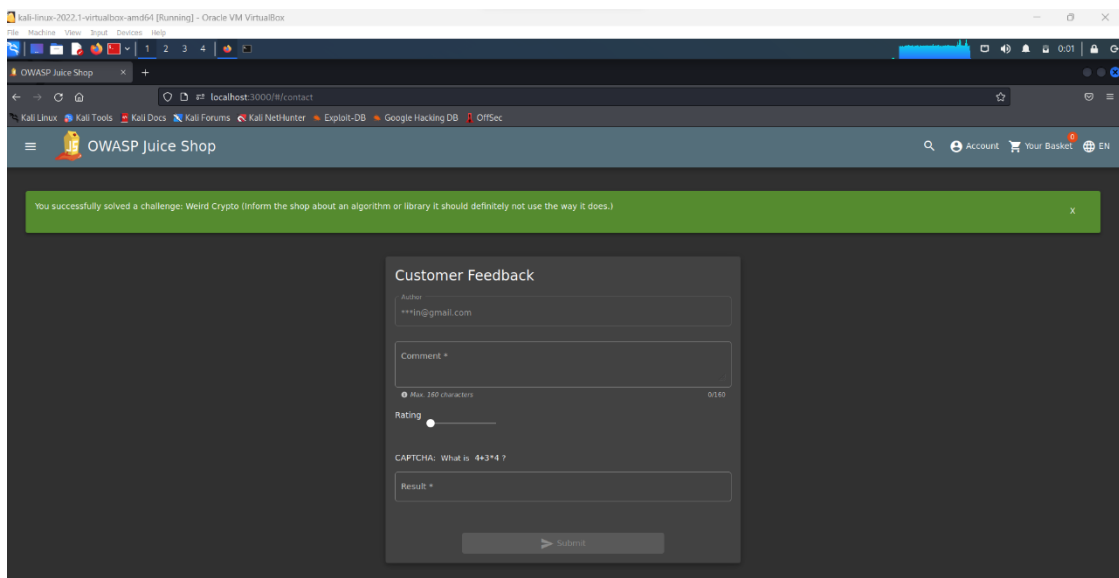 kali-linux-2022.1-virtualbox-amd64 [Running] - Oracle VM VirtualBox
File Machine View Input Devices Help
1 2 3 4 0:01
OWASP Juice Shop
localhost:3000/#/contact
Kali Linux Kali Tools Kali Docs Kali Forums Kali NetHunter Exploit-DB Google Hacking DB OffSec
OWASP Juice Shop Account Your Basket 0 EN
You successfully solved a challenge: Weird Crypto (Inform the shop about an algorithm or library it should definitely not use the way it does.) X
Customer Feedback
Author
***in@gmail.com
Comment *
Max. 160 characters 0/160
Rating
CAPTCHA: What is 4+3*4 ?
Result *
Submit